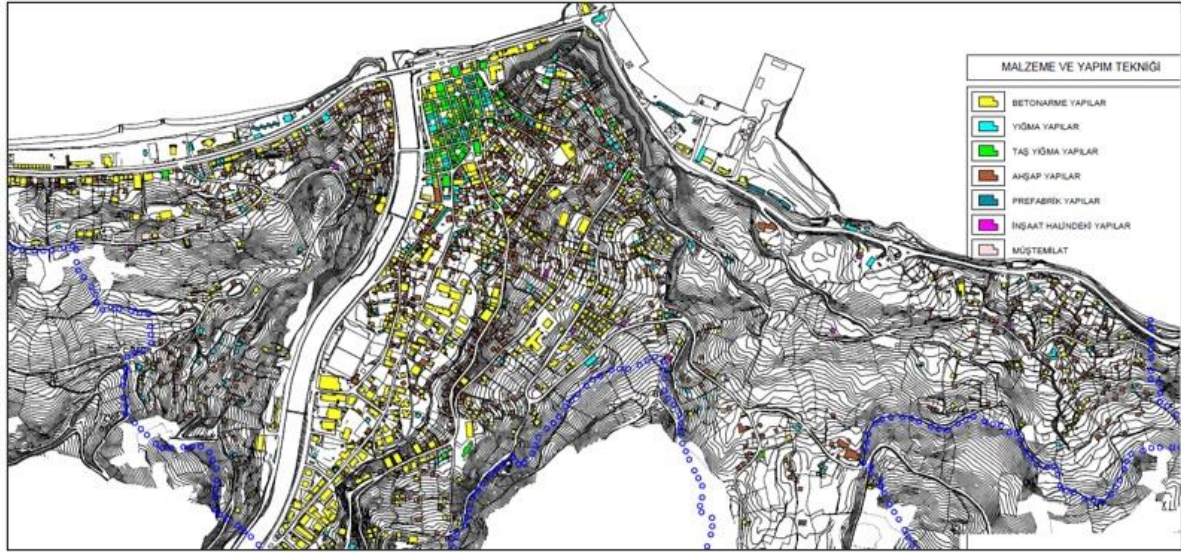 MALZEME VE YAPIM TEKNİĞİ
BETONARME YAPILAR
YIĞMA YAPILAR
TAŞ YIĞMA YAPILAR
AHŞAP YAPILAR
PREFABRİK YAPILAR
İNŞAAT HALİNDEKİ YAPILAR
MÜŞTEMİLAT